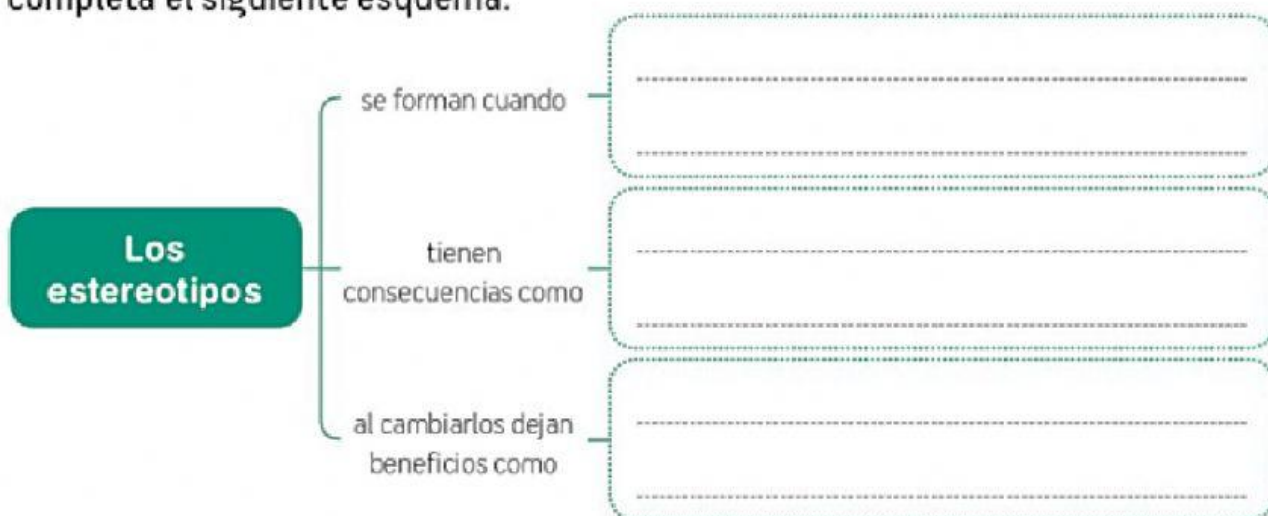 completa el siguiente esquema.
se forman cuando
Los
estereotipos
tienen
consecuencias como
al cambiarlos dejan
beneficios como